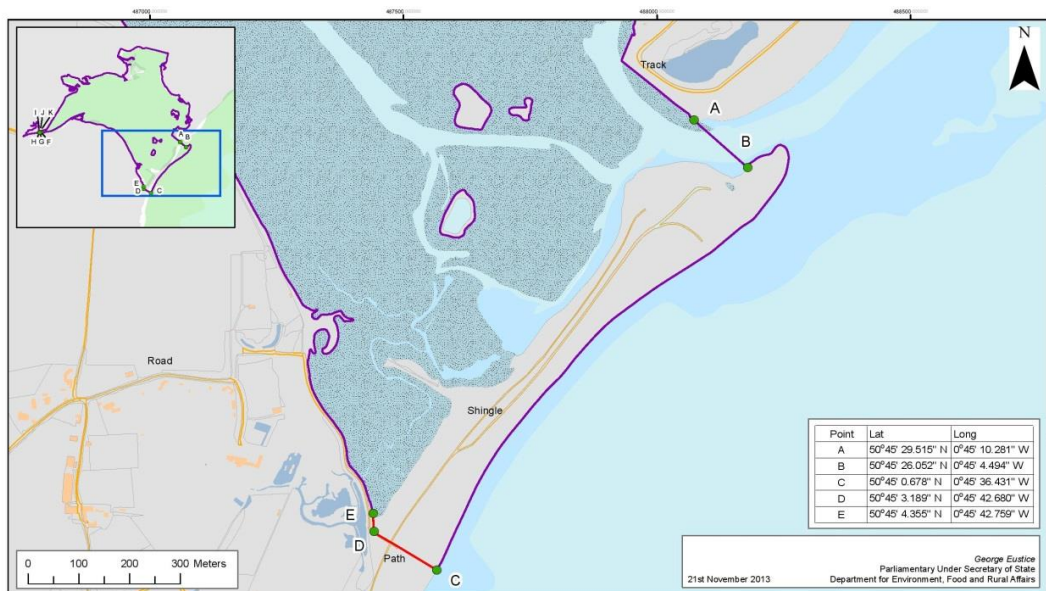 487000
487500
488000
488500
N
Track
A
B
I J K
H G F
A B
E
D
C
Road
Shingle
Point Lat Long
A 50°45' 29.515" N 0°45' 10.281" W
B 50°45' 26.052" N 0°45' 4.494" W
C 50°45' 0.678" N 0°45' 36.431" W
D 50°45' 3.189" N 0°45' 42.680" W
E 50°45' 4.355" N 0°45' 42.759" W
E
D
Path
C
0 100 200 300 Meters
George Eustice
Parliamentary Under Secretary of State
21st November 2013 Department for Environment, Food and Rural Affairs